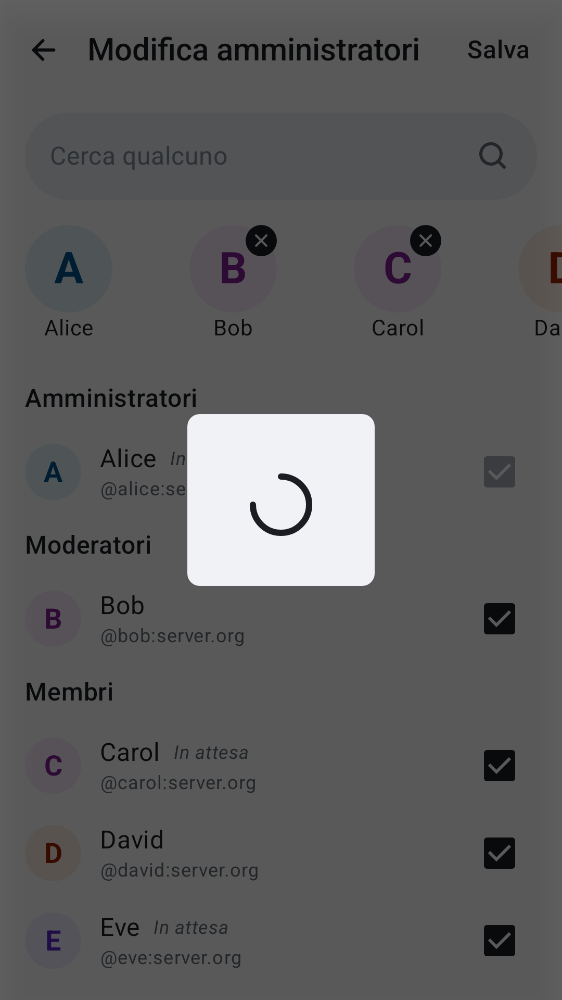 Modifica amministratori Salva
Cerca qualcuno
A B C
Alice Bob Carol Da
Amministratori
A Alice In
@alice:se
Moderatori
B Bob
@bob:server.org
Membri
C Carol In attesa
@carol:server.org
D David
@david:server.org
E Eve In attesa
@eve:server.org